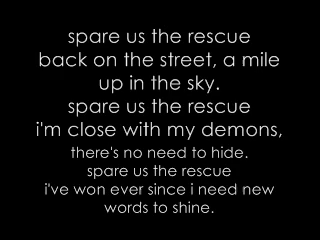 spare us the rescue
back on the street, a mile
up in the sky.
spare us the rescue
i'm close with my demons,
there's no need to hide.
spare us the rescue
i've won ever since i need new
words to shine.